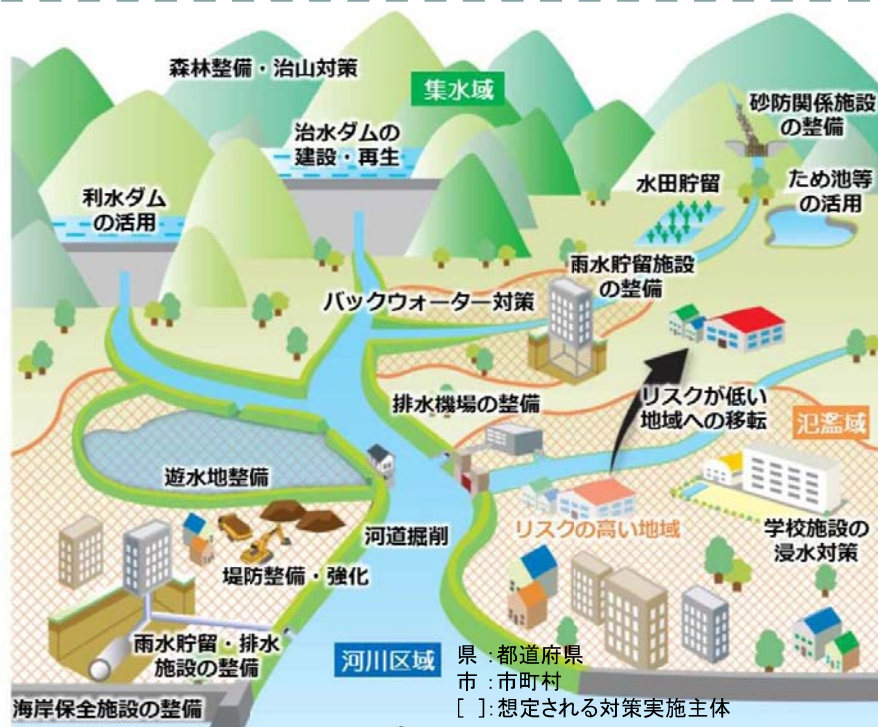 森林整備・治山対策
集水域
砂防関係施設
の整備
治水ダムの
建設・再生
水田貯留
ため池等
の活用
利水ダム
の活用
雨水貯留施設
の整備
バックウォーター対策
排水機場の整備
リスクが低い
地域への移転
氾濫域
遊水地整備
河道掘削
リスクの高い地域
学校施設の
浸水対策
堤防整備・強化
雨水貯留・排水
施設の整備
河川区域
県 :都道府県
市 :市町村
[ ]:想定される対策実施主体
海岸保全施設の整備